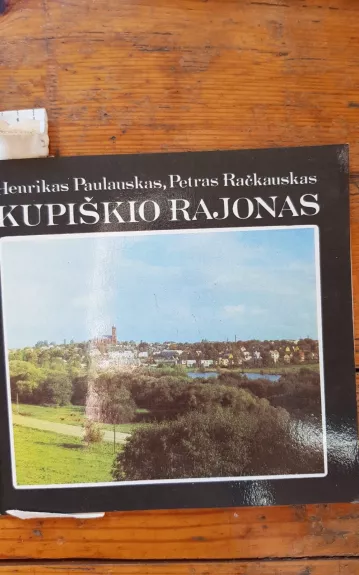 Henrikas Paulauskas, Petras Račkauskas
KUPIŠKIO RAJONAS